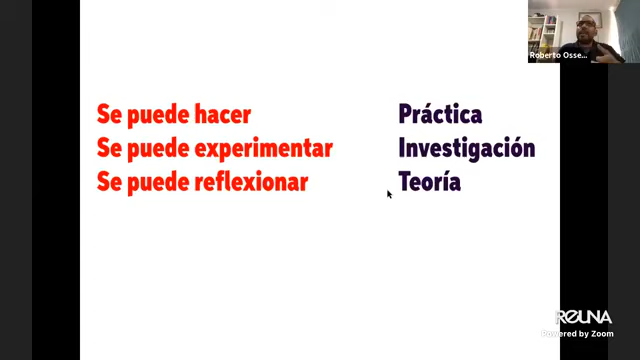 Roberto Osse...
Se puede hacer Práctica
Se puede experimentar Investigación
Se puede reflexionar Teoría
REUNA
Powered by Zoom